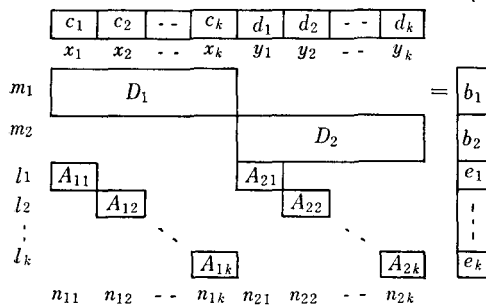 c₁ c₂ -- cₖ d₁ d₂ -- dₖ
x₁ x₂ -- xₖ y₁ y₂ -- yₖ
m₁ D₁ = b₁
m₂ D₂ b₂
l₁ A₁₁ A₂₁ e₁
l₂ A₁₂ A₂₂
lₖ A₁ₖ A₂ₖ eₖ
n₁₁ n₁₂ -- n₁ₖ n₂₁ n₂₂ -- n₂ₖ